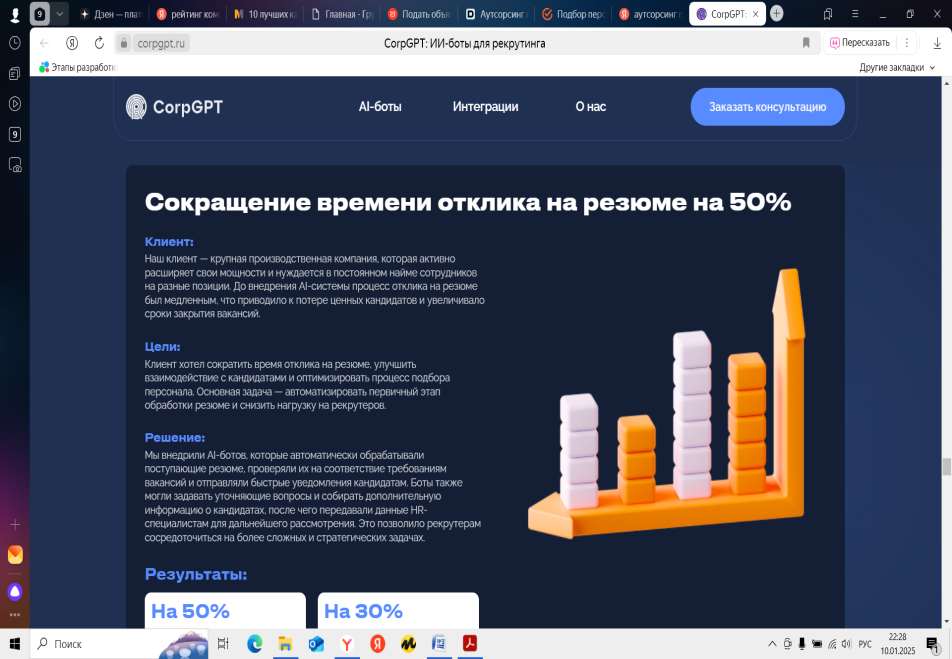 9
Дзен — плат
рейтинг ком
10 лучших ка
Главная - Гру
Подать объя
Аутсорсинг
Подбор перс
аутсорсинг
CorpGPT:
corpgpt.ru
CorpGPT: ИИ-боты для рекрутинга
Пересказать
Этапы разработк
Другие закладки
9
CorpGPT
AI-боты
Интеграции
О нас
Заказать консультацию
Сокращение времени отклика на резюме на 50%
Клиент:
Наш клиент — крупная производственная компания, которая активно
расширяет свои мощности и нуждается в постоянном найме сотрудников
на разные позиции. До внедрения AI-системы процесс отклика на резюме
был медленным, что приводило к потере ценных кандидатов и увеличивало
сроки закрытия вакансий.
Цели:
Клиент хотел сократить время отклика на резюме, улучшить
взаимодействие с кандидатами и оптимизировать процесс подбора
персонала. Основная задача — автоматизировать первичный этап
обработки резюме и снизить нагрузку на рекрутеров.
Решение:
Мы внедрили AI-ботов, которые автоматически обрабатывали
поступающие резюме, проверяли их на соответствие требованиям
вакансий и отправляли быстрые уведомления кандидатам. Боты также
могли задавать уточняющие вопросы и собирать дополнительную
информацию о кандидатах, после чего передавали данные HR-
специалистам для дальнейшего рассмотрения. Это позволило рекрутерам
сосредоточиться на более сложных и стратегических задачах.
Результаты:
На 50%
На 30%
Поиск
РУС
22:28
10.01.2025
1